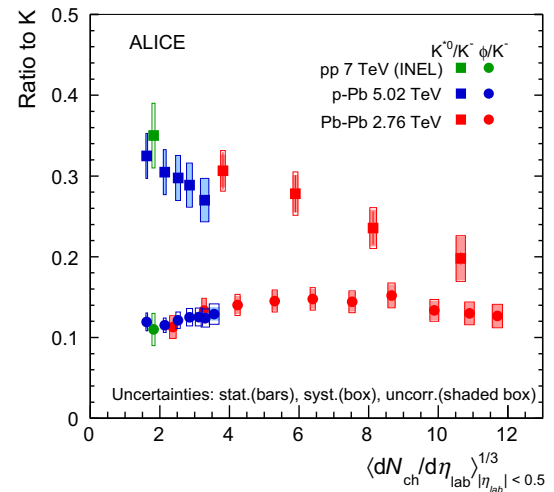 Ratio to K
0.5
0.4
0.3
0.2
0.1
0
ALICE
K*0/K- ϕ/K-
pp 7 TeV (INEL)
p-Pb 5.02 TeV
Pb-Pb 2.76 TeV
Uncertainties: stat.(bars), syst.(box), uncorr.(shaded box)
0 2 4 6 8 10 12
⟨dNch/dηlab⟩1/3|ηlab| < 0.5